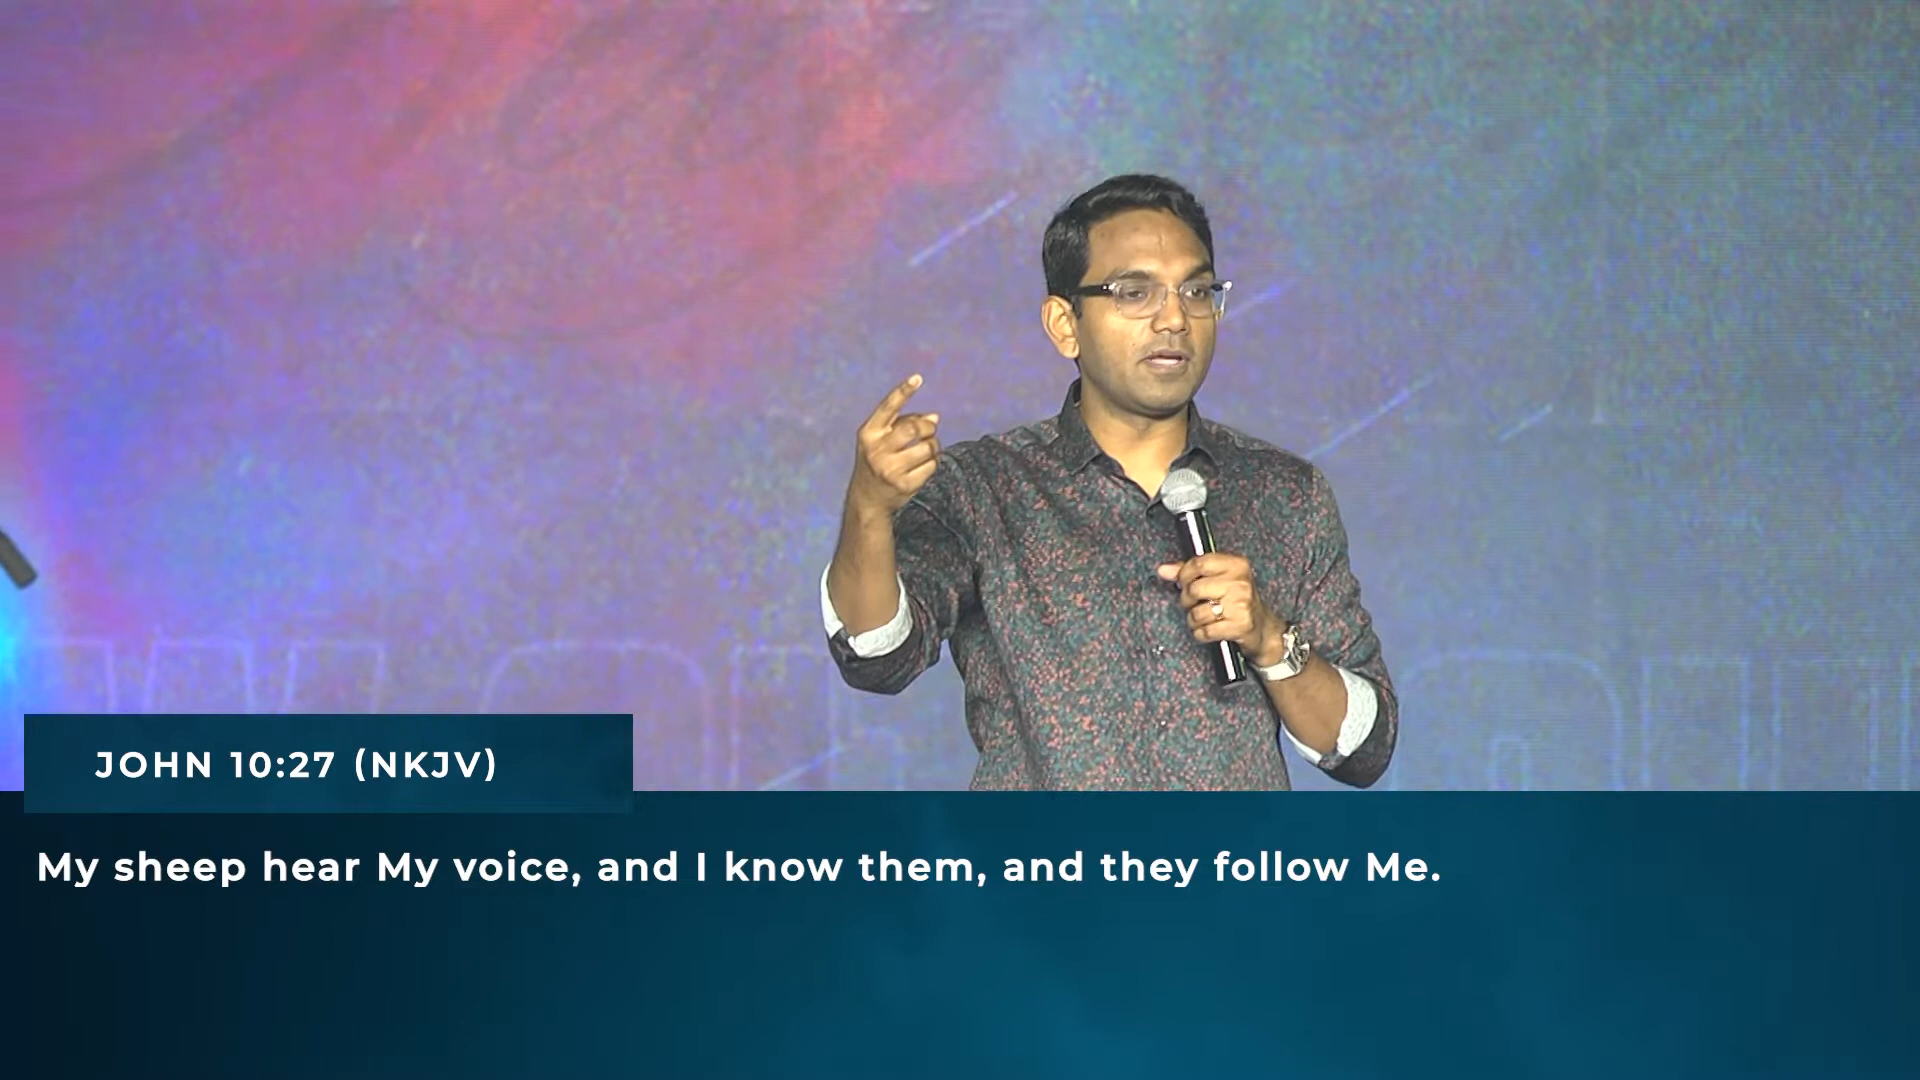 JOHN 10:27 (NKJV)
My sheep hear My voice, and I know them, and they follow Me.